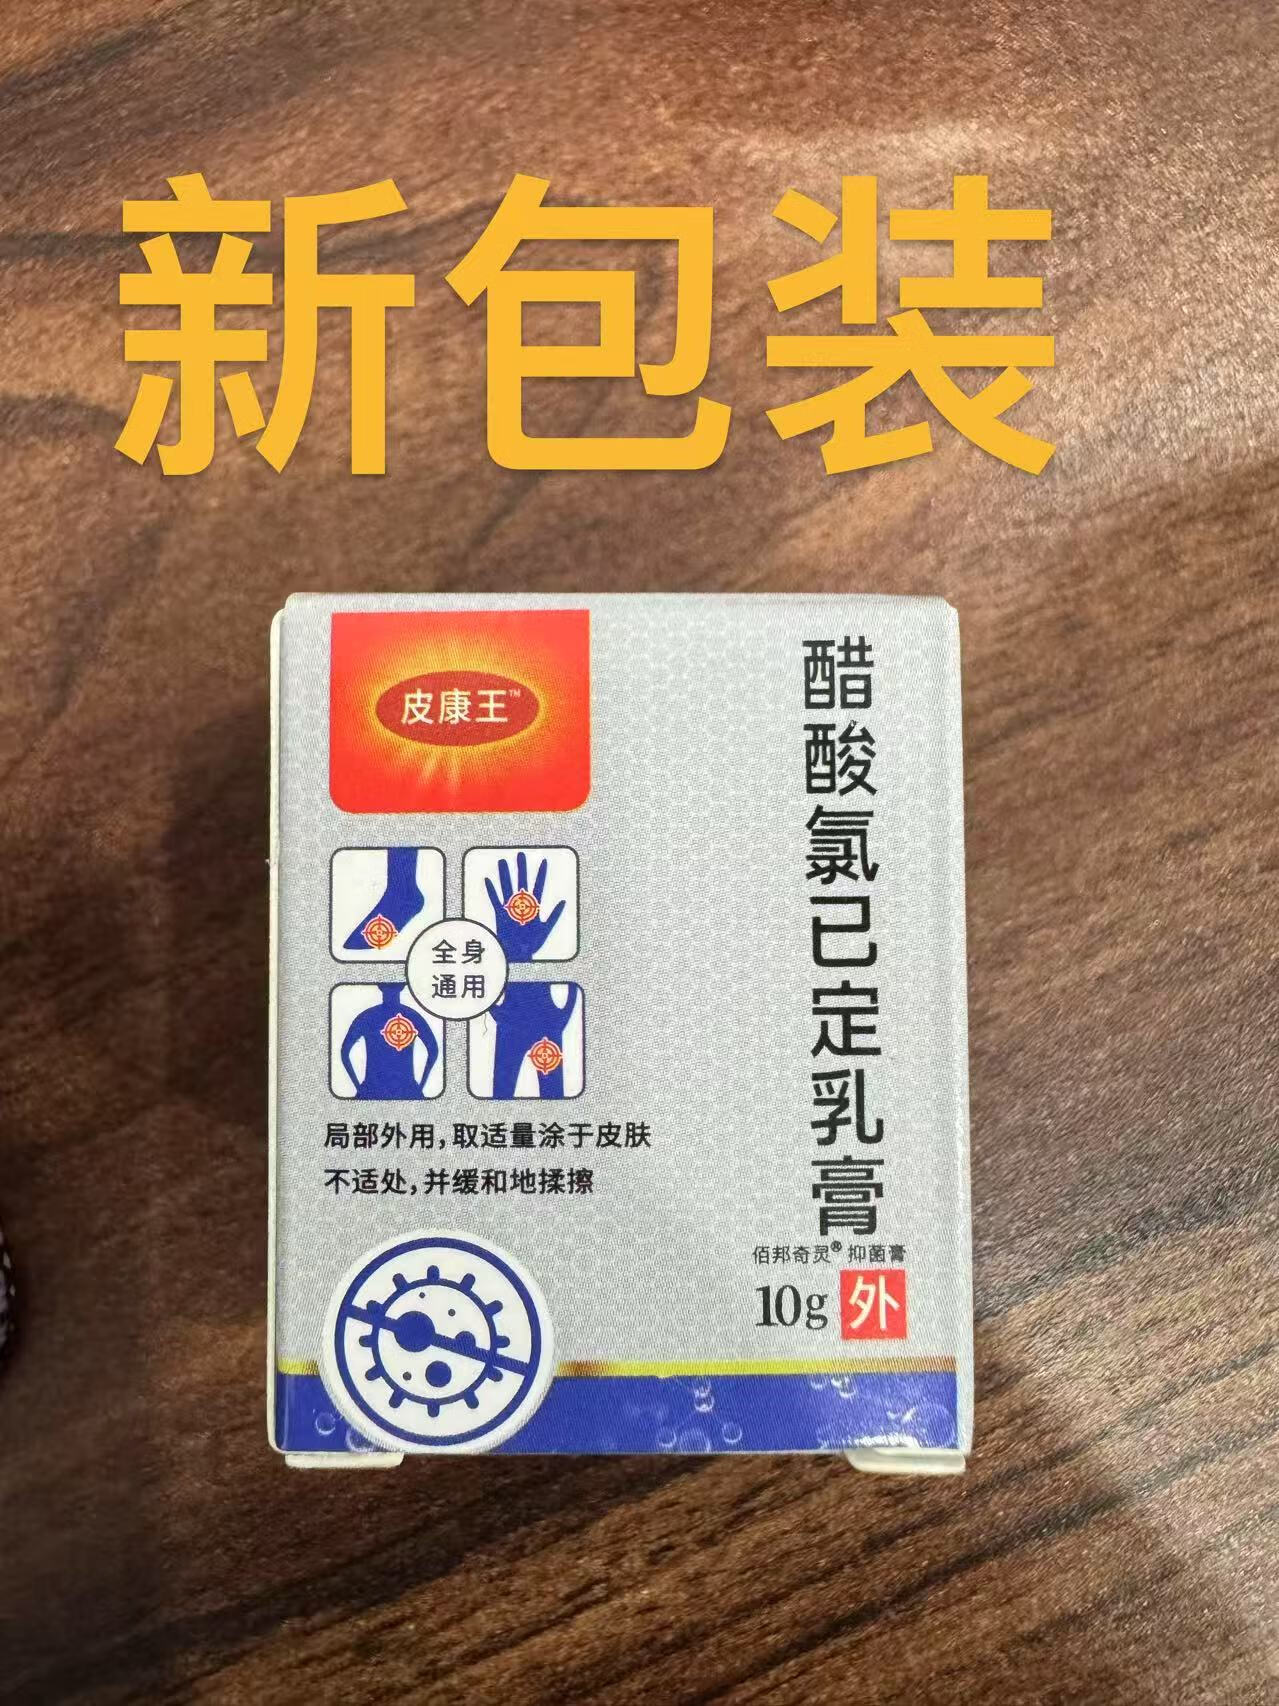 新包装
皮康王™
全身
通用
局部外用,取适量涂于皮肤
不适处,并缓和地揉擦
醋酸氯已定乳膏
佰邦奇灵®抑菌膏
10g 外